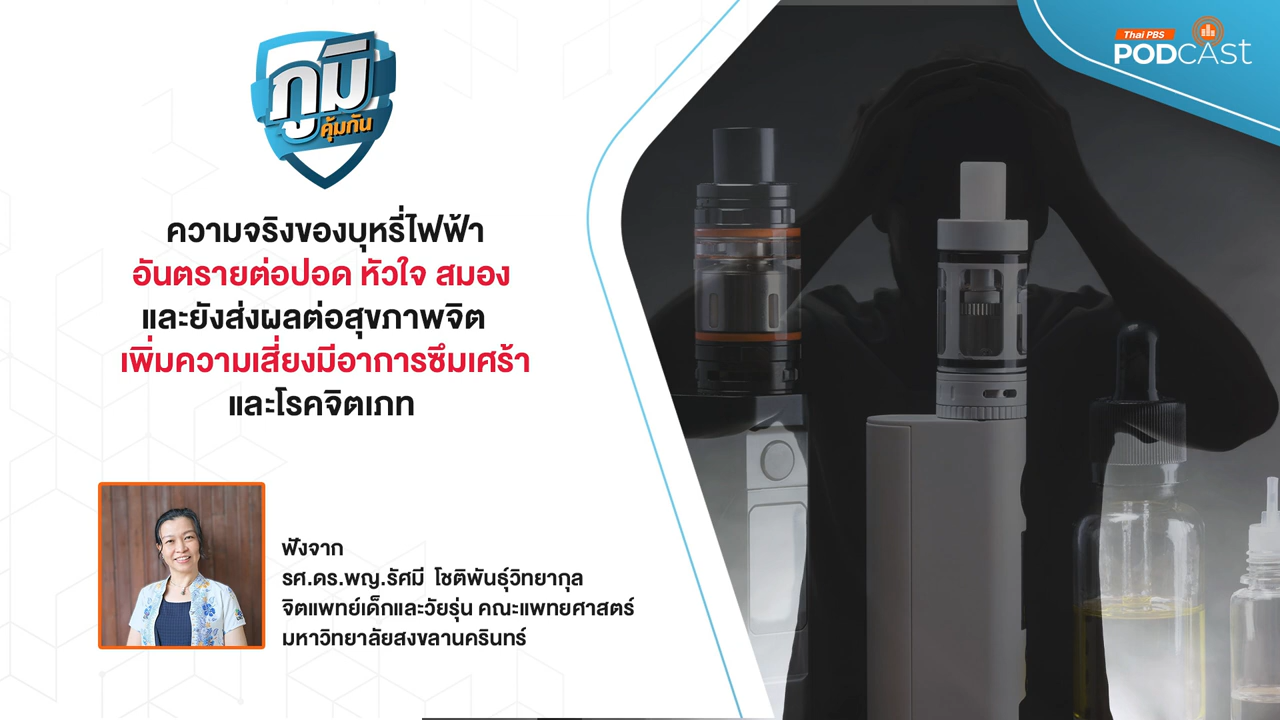 ภูมิ
คุ้มกัน
Thai PBS
PODCAST
ความจริงของบุหรี่ไฟฟ้า
อันตรายต่อปอด หัวใจ สมอง
และยังส่งผลต่อสุขภาพจิต
เพิ่มความเสี่ยงมีอาการซึมเศร้า
และโรคจิตเภท
ฟังจาก
รศ.ดร.พญ.รัศมี โชติพันธุ์วิทยากุล
จิตแพทย์เด็กและวัยรุ่น คณะแพทยศาสตร์
มหาวิทยาลัยสงขลานครินทร์